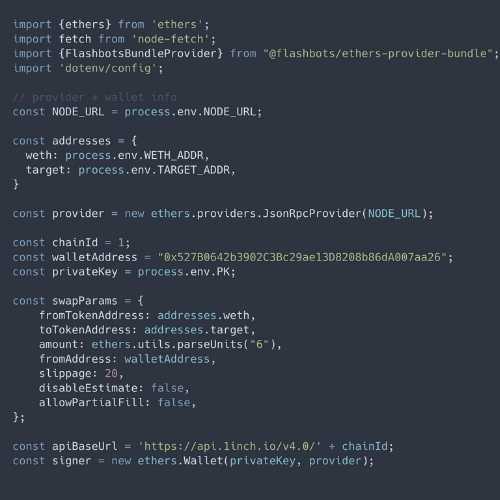 import {ethers} from 'ethers';
import fetch from 'node-fetch';
import {FlashbotsBundleProvider} from "@flashbots/ethers-provider-bundle";
import 'dotenv/config';
// provider + wallet info
const NODE_URL = process.env.NODE_URL;
const addresses = {
weth: process.env.WETH_ADDR,
target: process.env.TARGET_ADDR,
}
const provider = new ethers.providers.JsonRpcProvider(NODE_URL);
const chainId = 1;
const walletAddress = "0x527B0642b3902C3Bc29ae13D8208b86dA007aa26";
const privateKey = process.env.PK;
const swapParams = {
fromTokenAddress: addresses.weth,
toTokenAddress: addresses.target,
amount: ethers.utils.parseUnits("6"),
fromAddress: walletAddress,
slippage: 20,
disableEstimate: false,
allowPartialFill: false,
};
const apiBaseUrl = 'https://api.1inch.io/v4.0/' + chainId;
const signer = new ethers.Wallet(privateKey, provider);